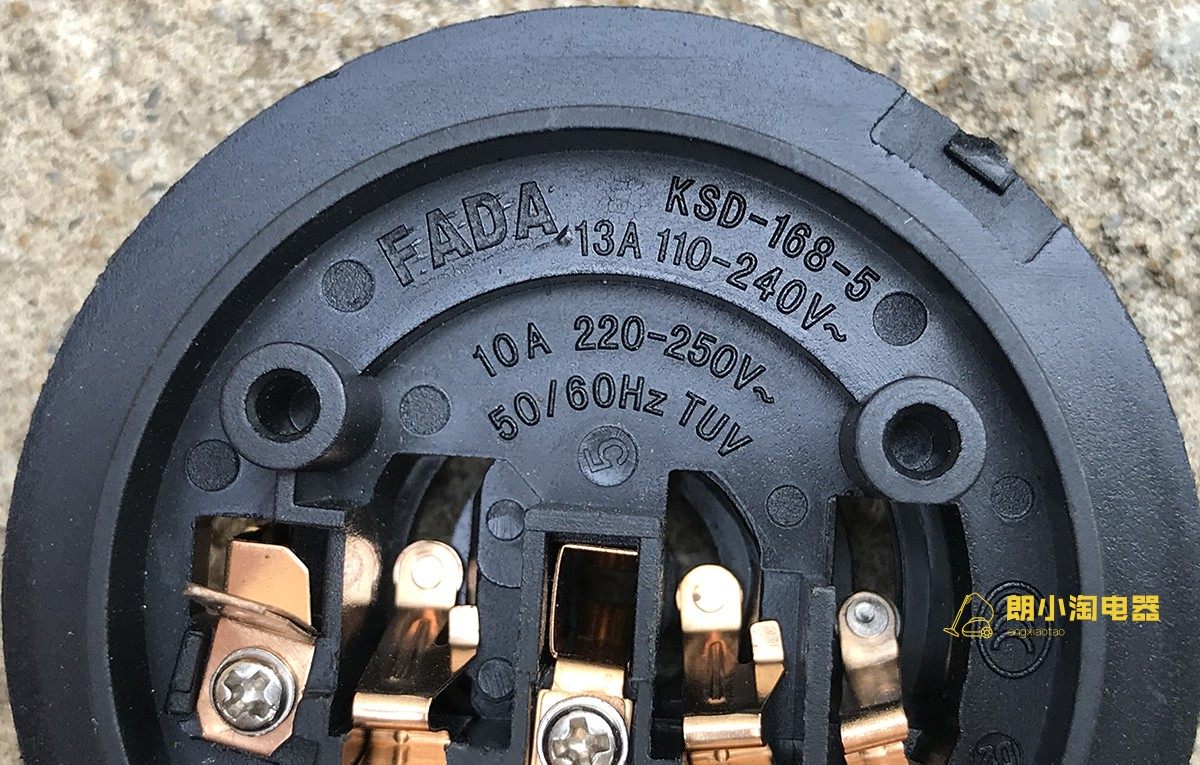 FADA
KSD-168-5
13A 110-240V~
10A 220-250V~
50/60Hz TUV
5
朗小淘电器
angxiaotao